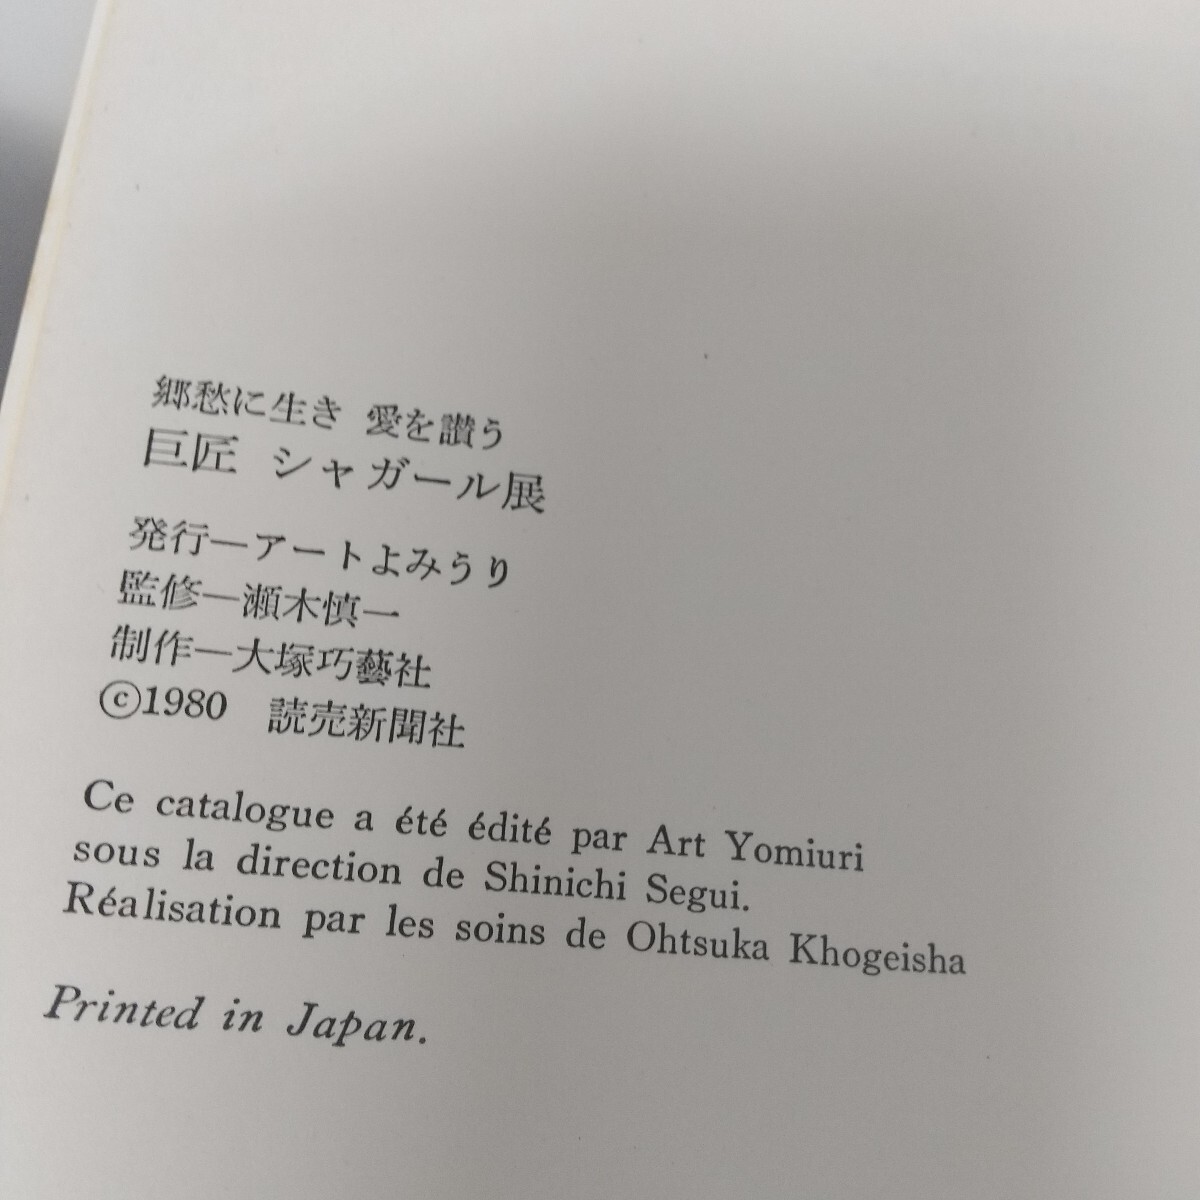 郷愁に生き 愛を讃う
巨匠 シャガール展
発行―アートよみうり
監修―瀬木慎一
制作―大塚巧藝社
©1980 読売新聞社
Ce catalogue a été édité par Art Yomiuri
sous la direction de Shinichi Segui.
Réalisation par les soins de Ohtsuka Khogeisha
Printed in Japan.